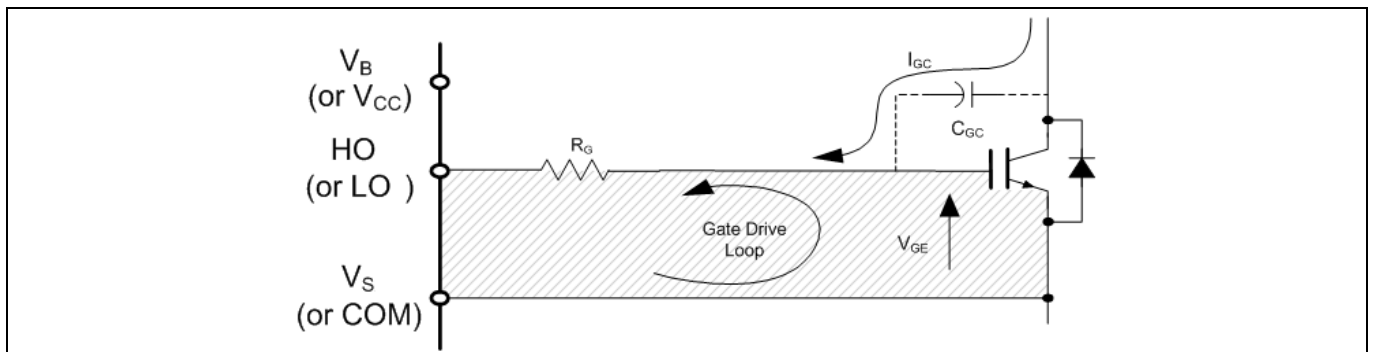 V_B
(or V_CC)
HO
(or LO )
V_S
(or COM)
R_G
I_GC
C_GC
Gate Drive
Loop
V_GE